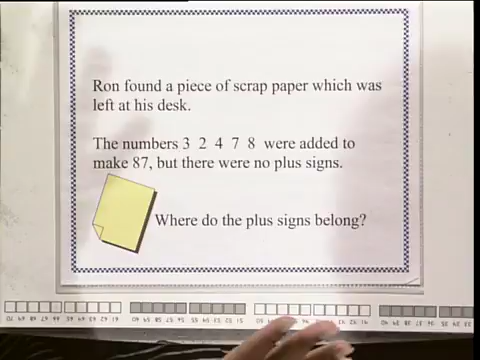 Ron found a piece of scrap paper which was
left at his desk.
The numbers 3 2 4 7 8 were added to
make 87, but there were no plus signs.
Where do the plus signs belong?